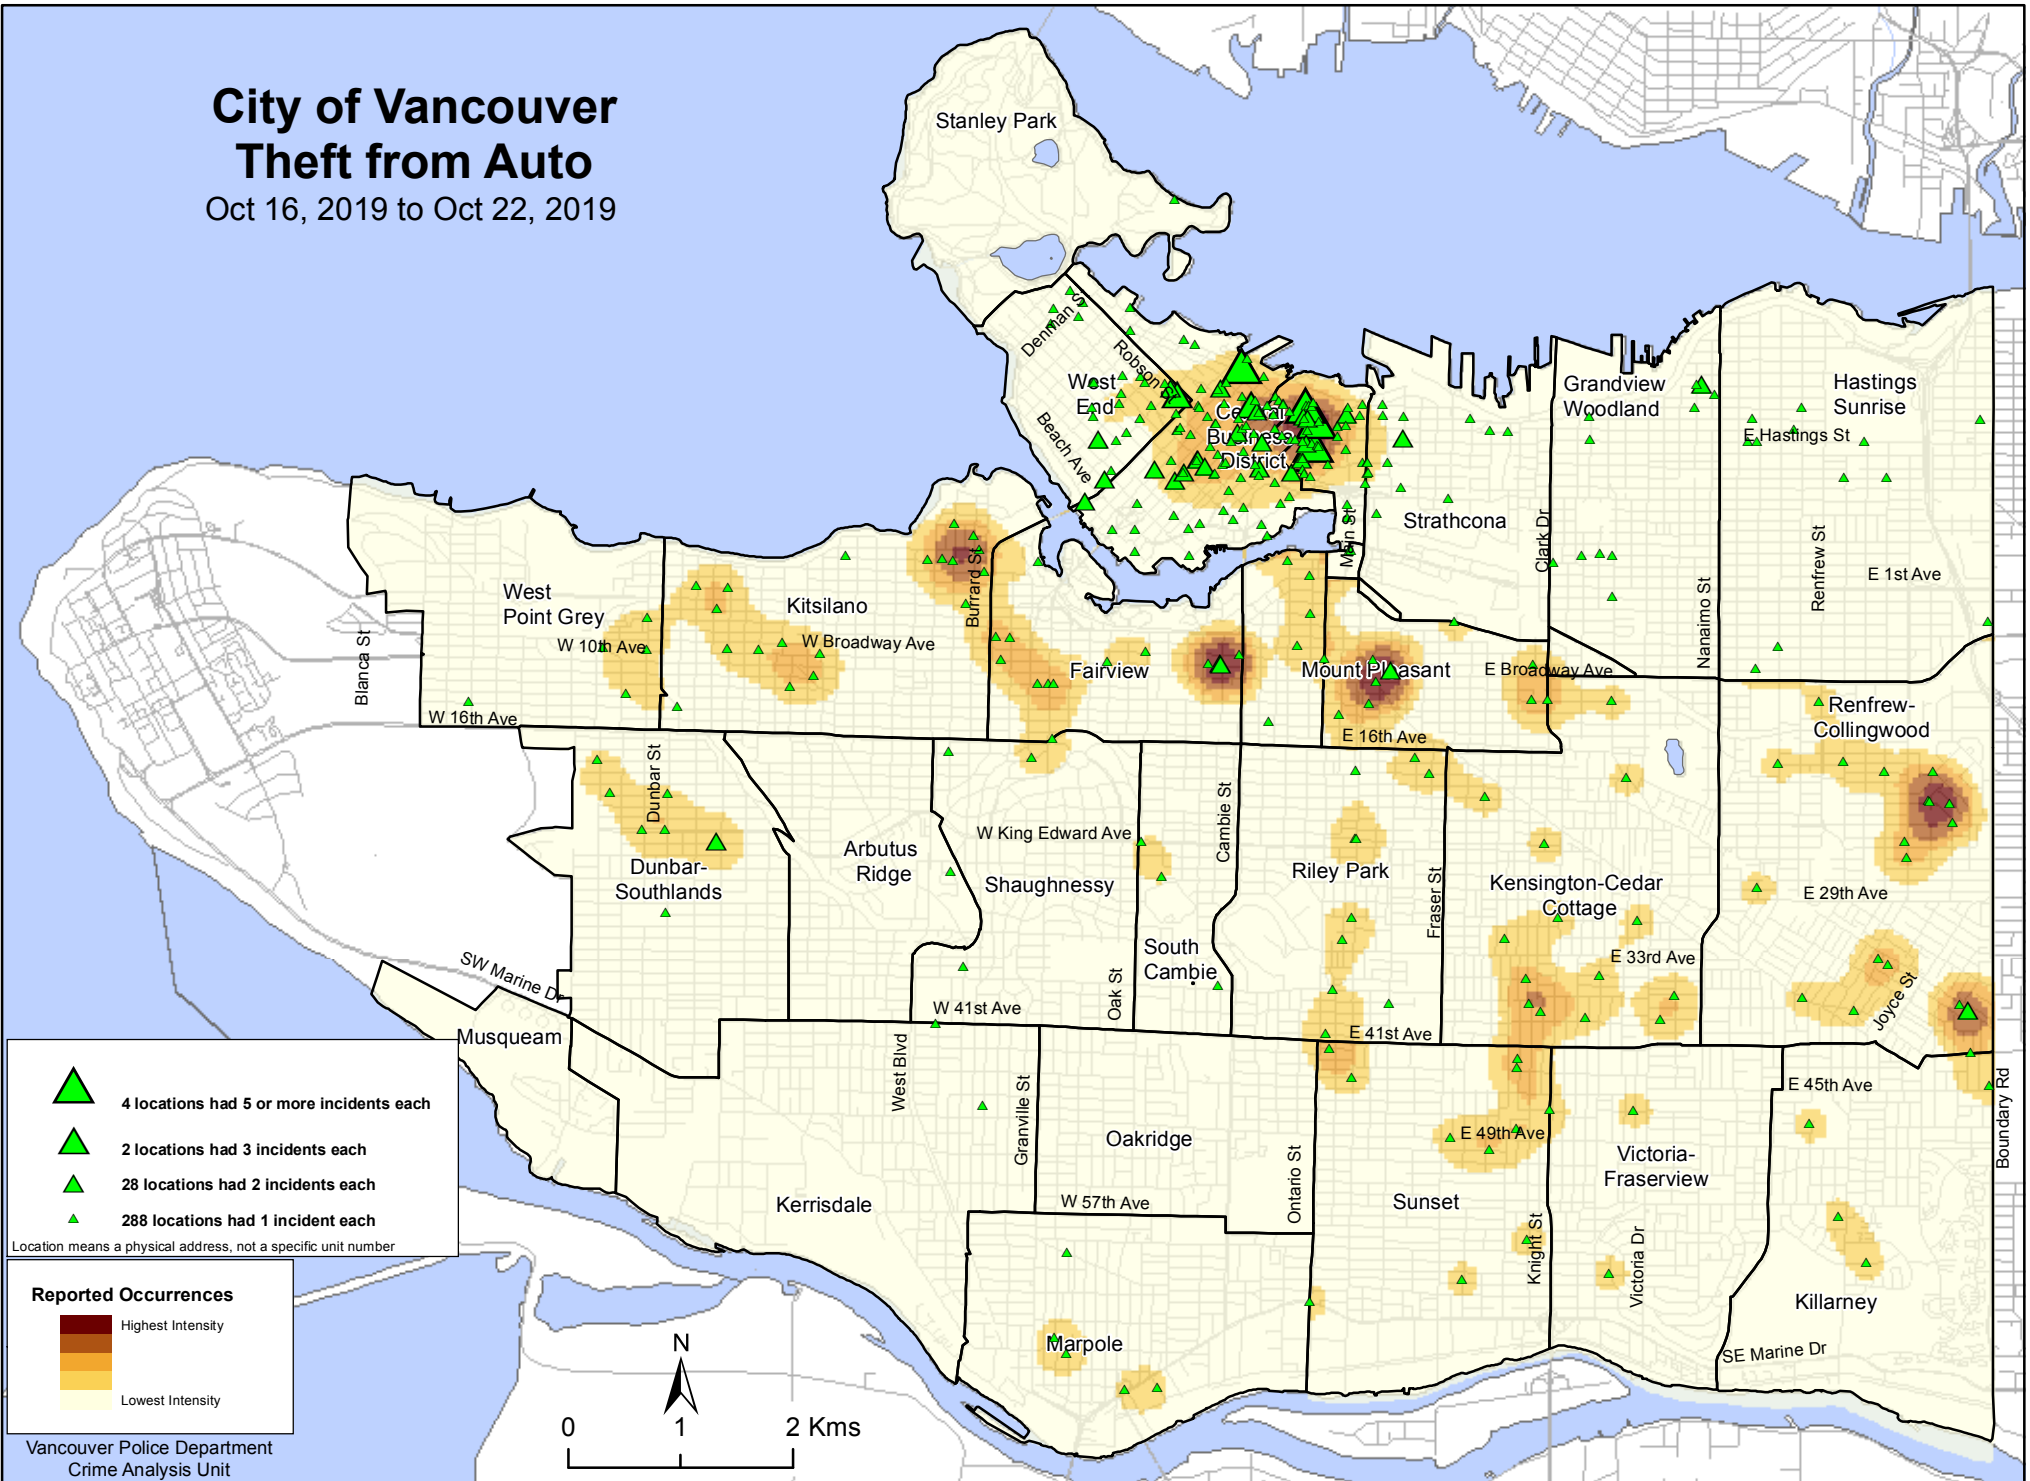 City of Vancouver
Theft from Auto
Oct 16, 2019 to Oct 22, 2019
Stanley Park
Denman St
Robson St
West
End
Beach Ave
Central
Business
District
Grandview
Woodland
Hastings
Sunrise
E Hastings St
Strathcona
Main St
Clark Dr
Nanaimo St
Renfrew St
E 1st Ave
West
Point Grey
Kitsilano
Burrard St
W 10th Ave
W Broadway Ave
Blanca St
Fairview
Mount Pleasant
E Broadway Ave
W 16th Ave
E 16th Ave
Renfrew-
Collingwood
Dunbar St
Cambie St
W King Edward Ave
Arbutus
Ridge
Dunbar-
Southlands
Shaughnessy
Riley Park
Fraser St
Kensington-Cedar
Cottage
E 29th Ave
South
Cambie
E 33rd Ave
SW Marine Dr
Oak St
W 41st Ave
E 41st Ave
Joyce St
Musqueam
West Blvd
Granville St
E 45th Ave
Boundary Rd
Oakridge
E 49th Ave
Victoria-
Fraserview
Kerrisdale
W 57th Ave
Ontario St
Sunset
Knight St
Victoria Dr
Killarney
Marpole
SE Marine Dr
4 locations had 5 or more incidents each
2 locations had 3 incidents each
28 locations had 2 incidents each
288 locations had 1 incident each
Location means a physical address, not a specific unit number
Reported Occurrences
Highest Intensity
Lowest Intensity
Vancouver Police Department
Crime Analysis Unit
N
0 1 2 Kms